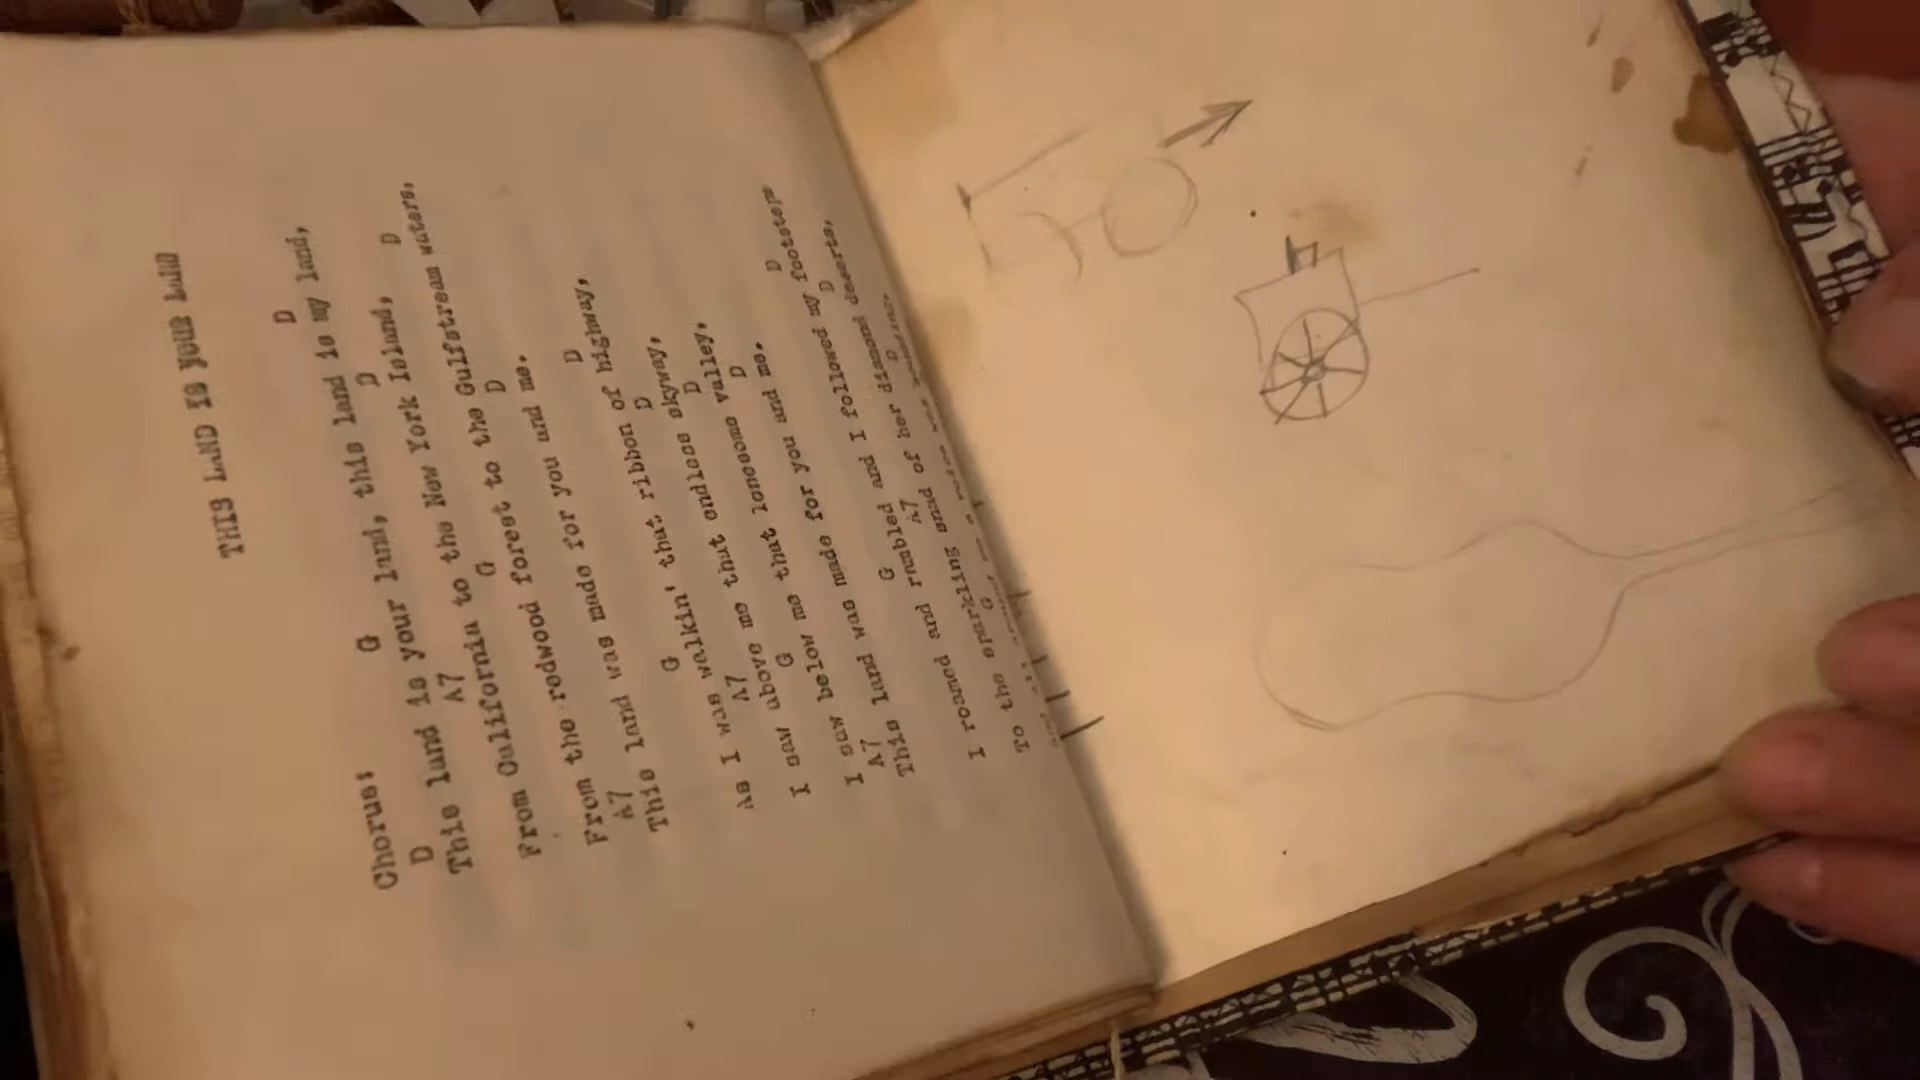 THIS LAND IS YOUR LAND
Chorus:
D G D
This land is your land, this land is my land,
A7 D
From California to the New York Island,
G D
From the redwood forest to the Gulfstream waters,
A7 D
This land was made for you and me.
G D
As I was walkin' that ribbon of highway,
A7 D
I saw above me that endless skyway,
G D
I saw below me that lonesome valley,
A7 D
This land was made for you and me.
G D
I roamed and rambled and I followed my footsteps
A7 D
To the sparkling sand of her diamond deserts,
G D